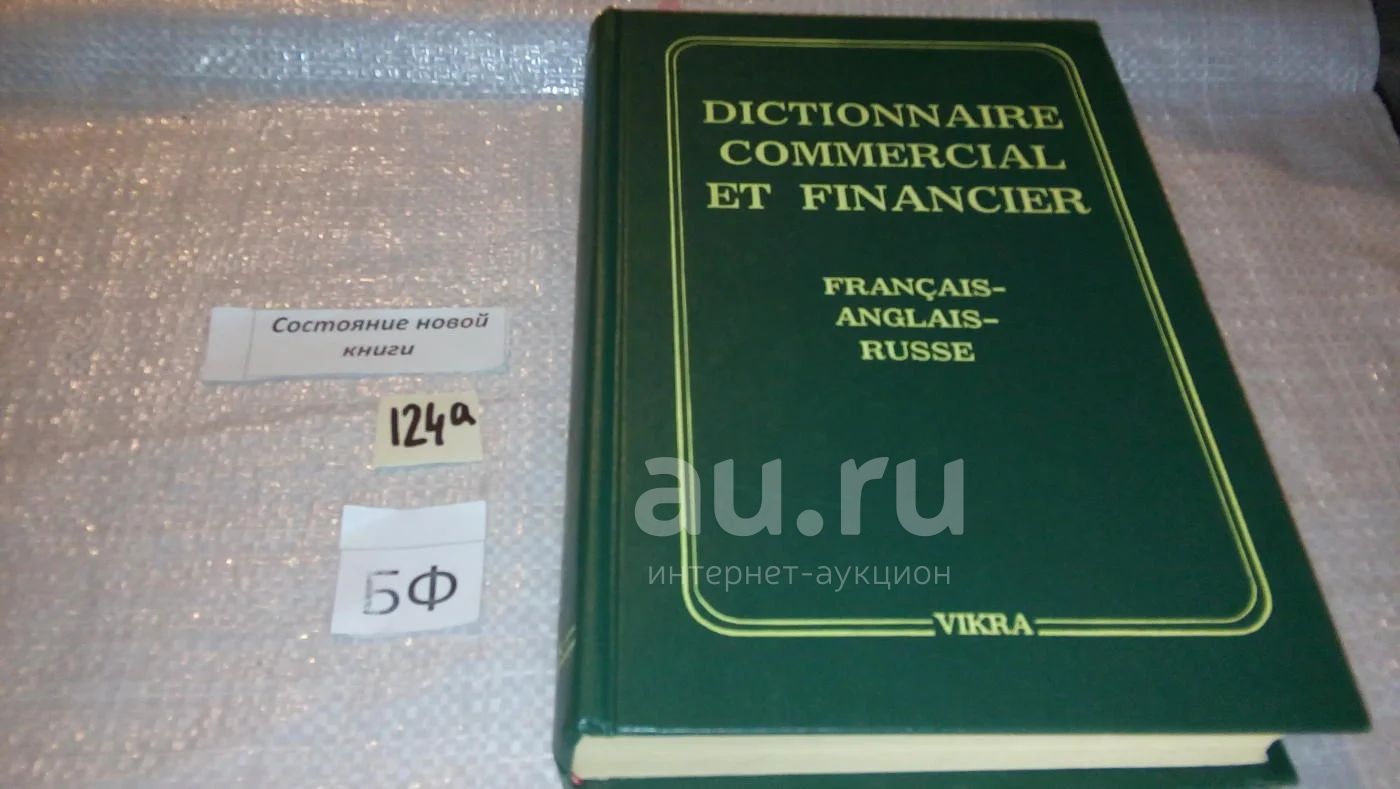 DICTIONNAIRE
COMMERCIAL
ET FINANCIER
FRANÇAIS-
ANGLAIS-
RUSSE
VIKRA
Состояние новой
книги
124а
БФ
au.ru
интернет-аукцион